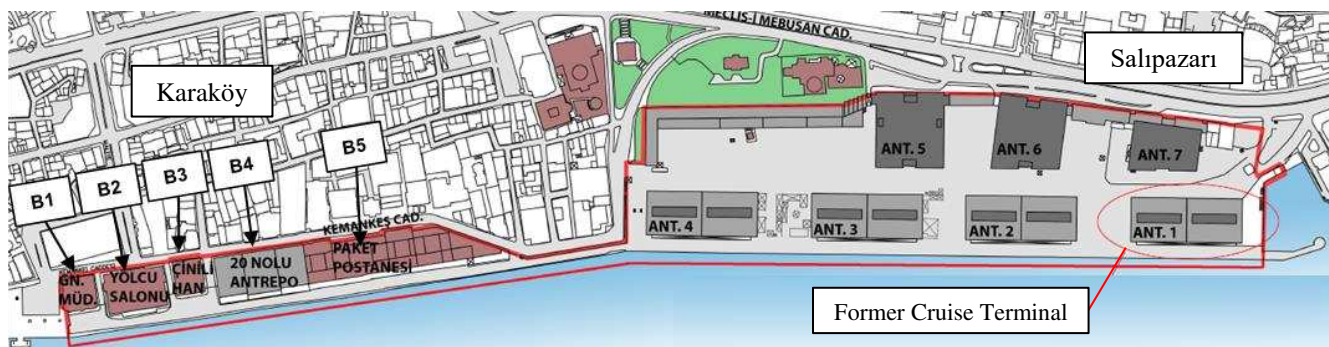 MECLİS-İ MEBUSAN CAD.
Karaköy
Salıpazarı
B1
B2
B3
B4
B5
KEMANKEŞ CAD.
GN.
MÜD.
YOLCU
SALONU
ÇİNİLİ
HAN
20 NOLU
ANTREPO
PAKET
POSTANESİ
ANT. 5
ANT. 6
ANT. 7
ANT. 4
ANT. 3
ANT. 2
ANT. 1
Former Cruise Terminal